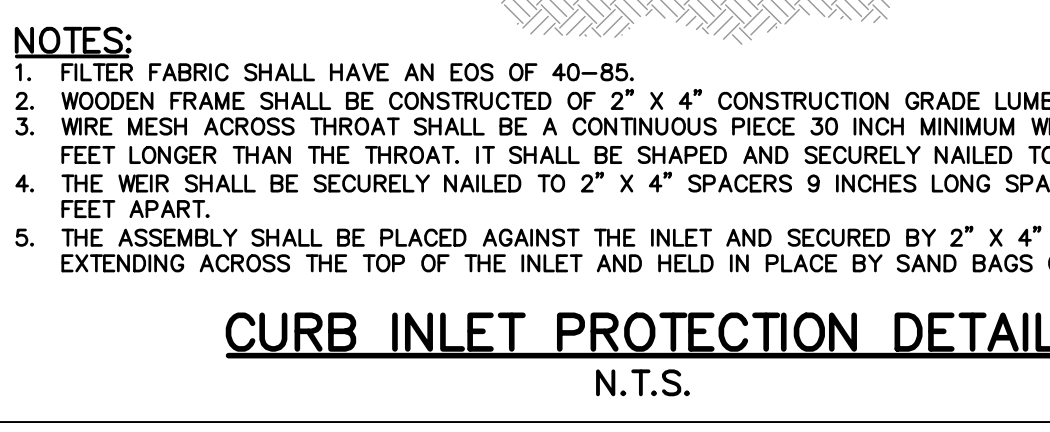 NOTES:
1. FILTER FABRIC SHALL HAVE AN EOS OF 40–85.
2. WOODEN FRAME SHALL BE CONSTRUCTED OF 2” X 4” CONSTRUCTION GRADE
3. WIRE MESH ACROSS THROAT SHALL BE A CONTINUOUS PIECE 30 INCH MINIMUM
FEET LONGER THAN THE THROAT. IT SHALL BE SHAPED AND SECURELY NAILED TO
4. THE WEIR SHALL BE SECURELY NAILED TO 2” X 4” SPACERS 9 INCHES LONG
FEET APART.
5. THE ASSEMBLY SHALL BE PLACED AGAINST THE INLET AND SECURED BY 2” X 4”
EXTENDING ACROSS THE TOP OF THE INLET AND HELD IN PLACE BY SAND BAGS
CURB INLET PROTECTION DETAIL
N.T.S.